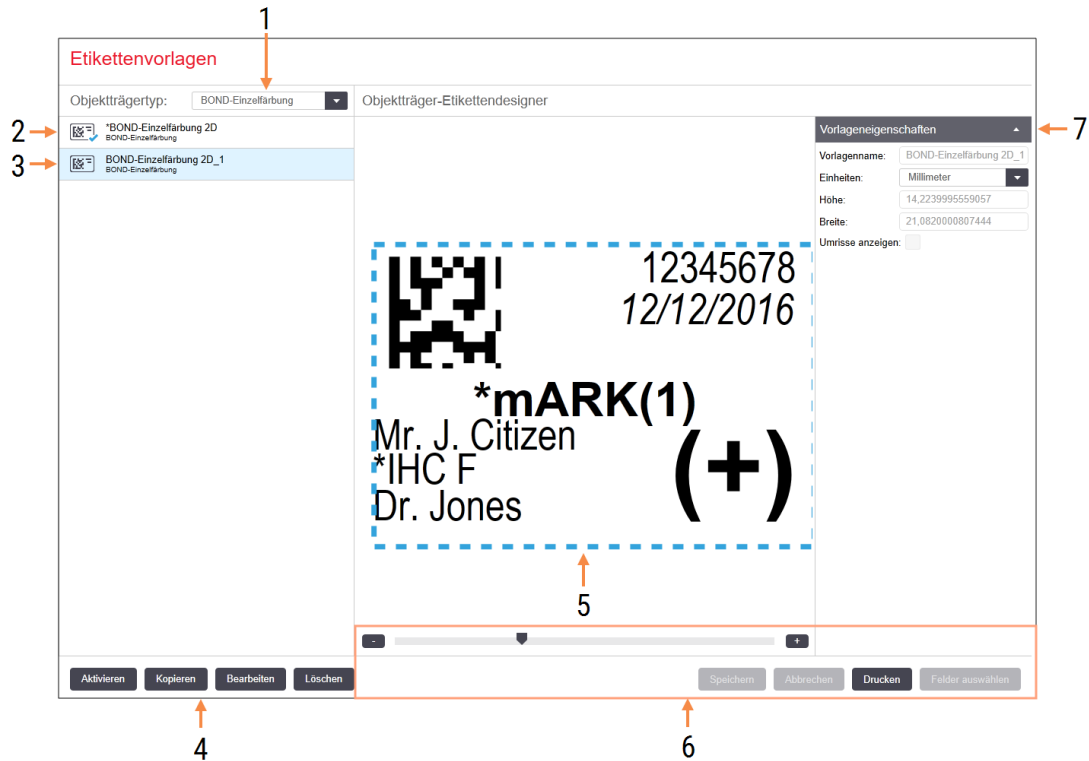 1
Etikettenvorlagen
Objektträgertyp: BOND-Einzelfärbung
Objektträger-Etikettendesigner
2
*BOND-Einzelfärbung 2D
BOND-Einzelfärbung
3
BOND-Einzelfärbung 2D_1
BOND-Einzelfärbung
Vorlageneigenschaften
7
Vorlagenname: BOND-Einzelfärbung 2D_1
Einheiten: Millimeter
Höhe: 14,2239995559057
Breite: 21,0820000807444
Umrisse anzeigen:
12345678
12/12/2016
*mARK(1)
Mr. J. Citizen
*IHC F
Dr. Jones
(+)
5
- +
Aktivieren Kopieren Bearbeiten Löschen
Speichern Abbrechen Drucken Felder auswählen
4
6